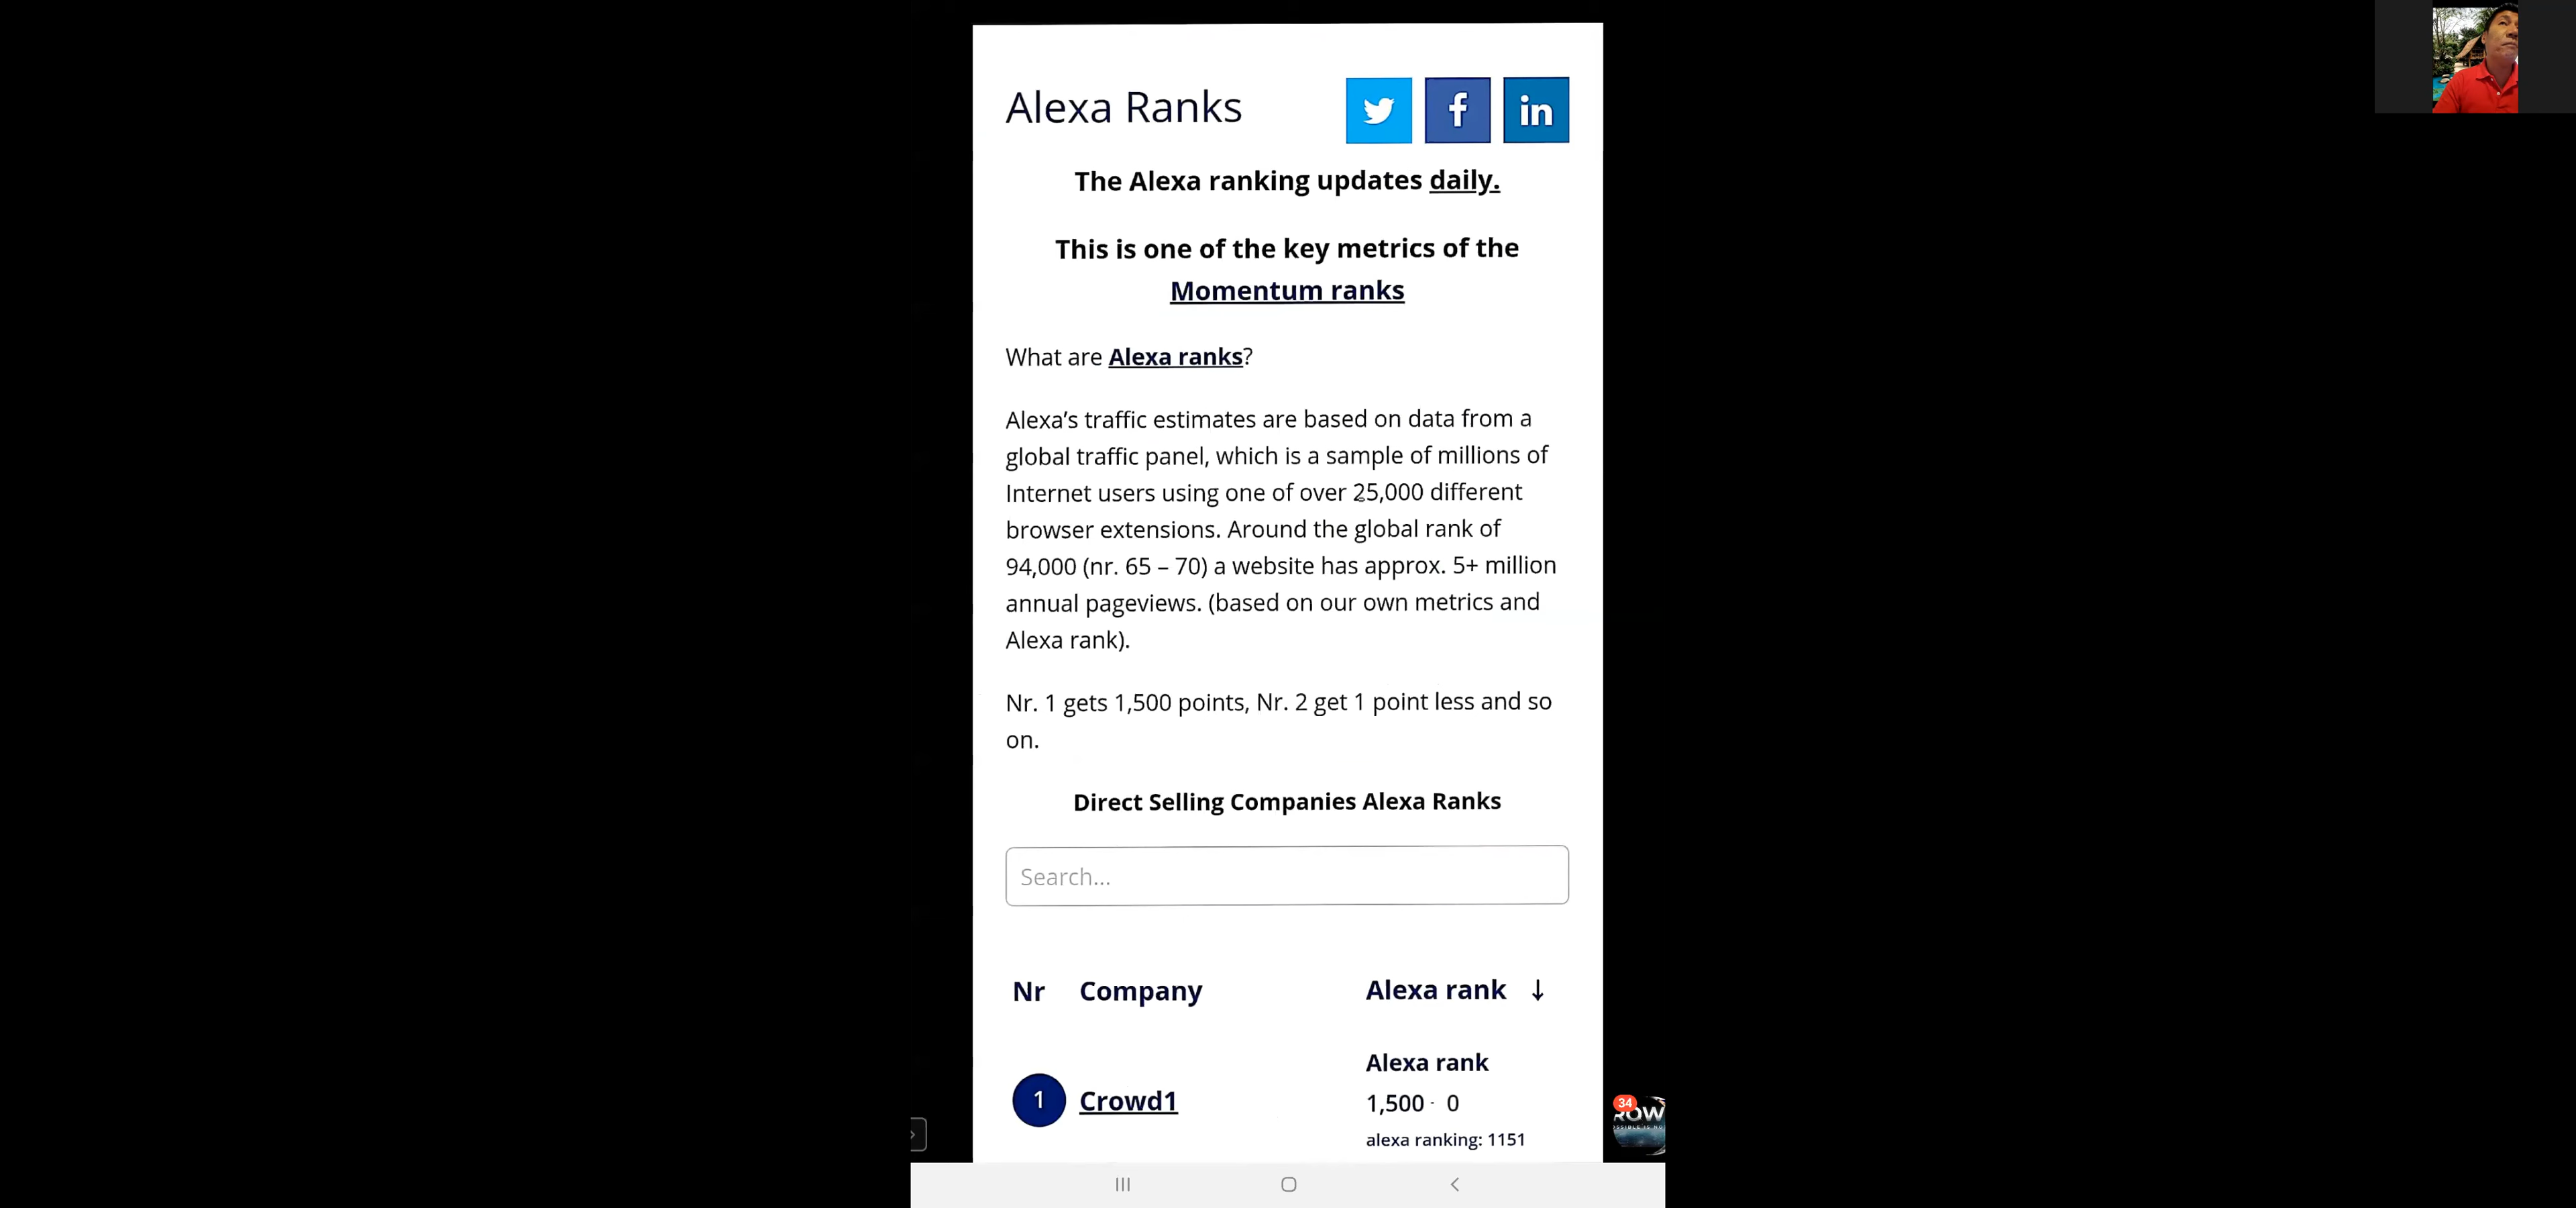 Alexa Ranks
The Alexa ranking updates daily.
This is one of the key metrics of the
Momentum ranks
What are Alexa ranks?
Alexa’s traffic estimates are based on data from a
global traffic panel, which is a sample of millions of
Internet users using one of over 25,000 different
browser extensions. Around the global rank of
94,000 (nr. 65 – 70) a website has approx. 5+ million
annual pageviews. (based on our own metrics and
Alexa rank).
Nr. 1 gets 1,500 points, Nr. 2 get 1 point less and so
on.
Direct Selling Companies Alexa Ranks
Search...
Nr Company Alexa rank ↓
Alexa rank
1 Crowd1 1,500 - 0
alexa ranking: 1151
34